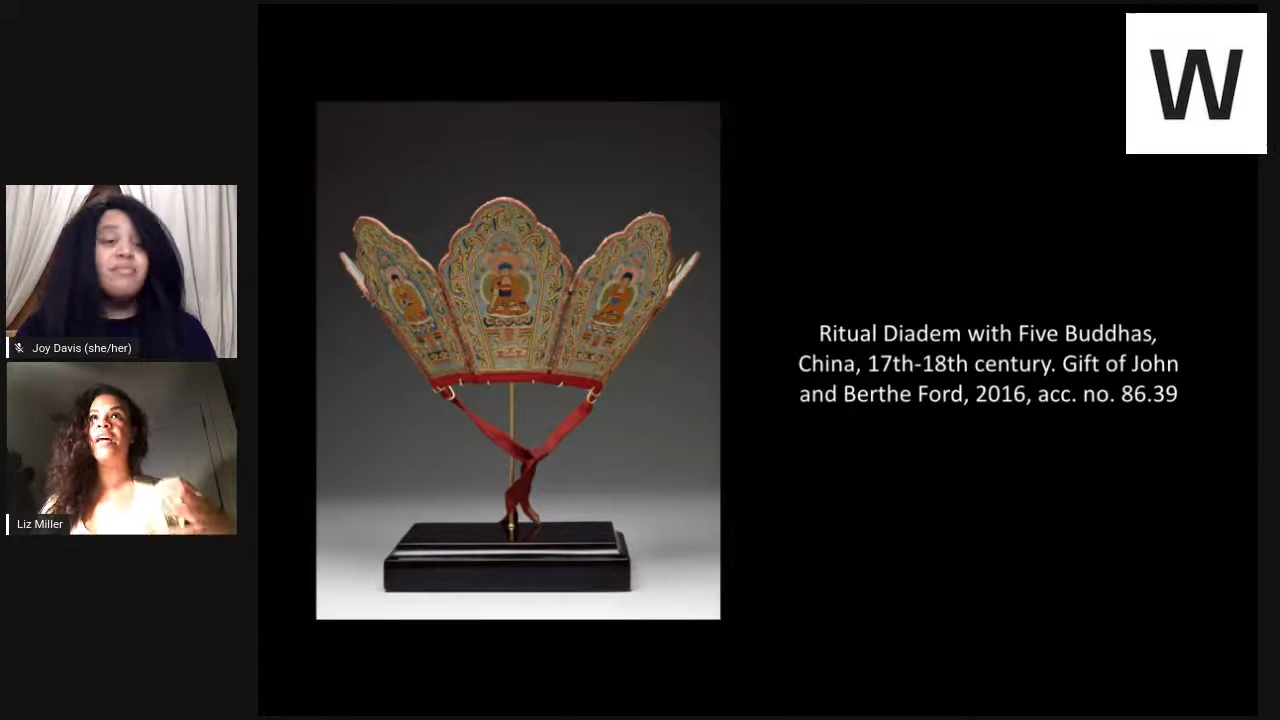 W
Joy Davis (she/her)
Liz Miller
Ritual Diadem with Five Buddhas,
China, 17th-18th century. Gift of John
and Berthe Ford, 2016, acc. no. 86.39